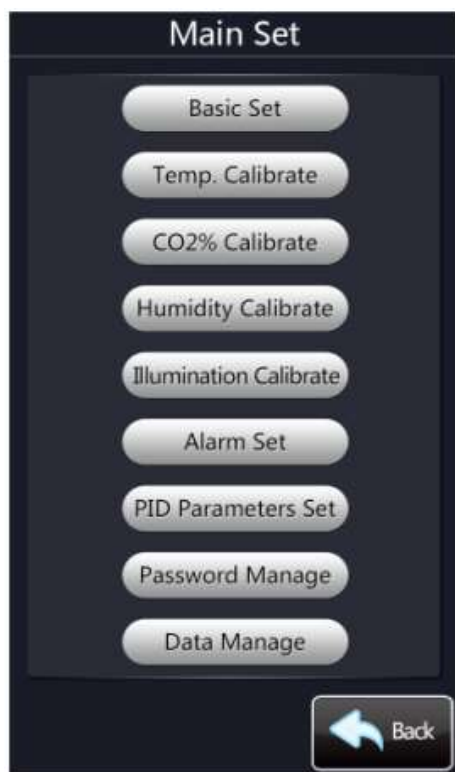 Main Set
Basic Set
Temp. Calibrate
CO2% Calibrate
Humidity Calibrate
Illumination Calibrate
Alarm Set
PID Parameters Set
Password Manage
Data Manage
Back